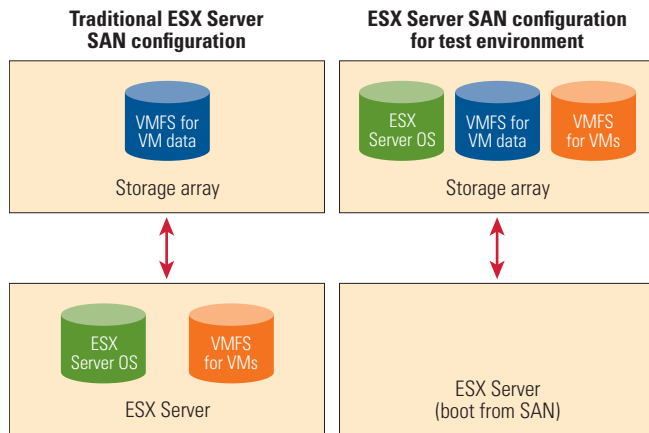 Traditional ESX Server
SAN configuration
VMFS for
VM data
Storage array
ESX
Server OS
VMFS
for VMs
ESX Server
ESX Server SAN configuration
for test environment
ESX
Server OS
VMFS for
VM data
VMFS
for VMs
Storage array
ESX Server
(boot from SAN)